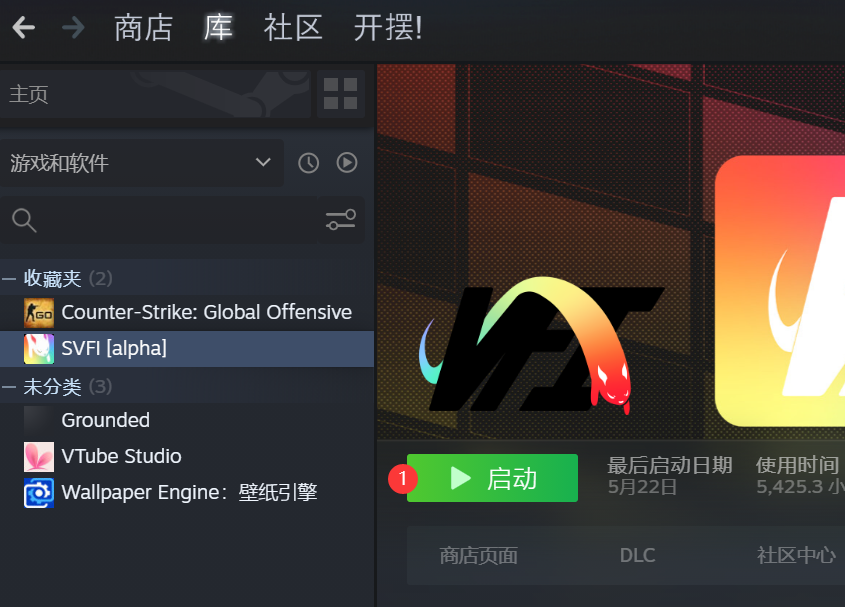 商店 库 社区 开摆!
主页
游戏和软件
收藏夹 (2)
Counter-Strike: Global Offensive
SVFI [alpha]
未分类 (3)
Grounded
VTube Studio
Wallpaper Engine：壁纸引擎
1 启动
最后启动日期 使用时间
5月22日 5,425.3 小
商店页面 DLC 社区中心